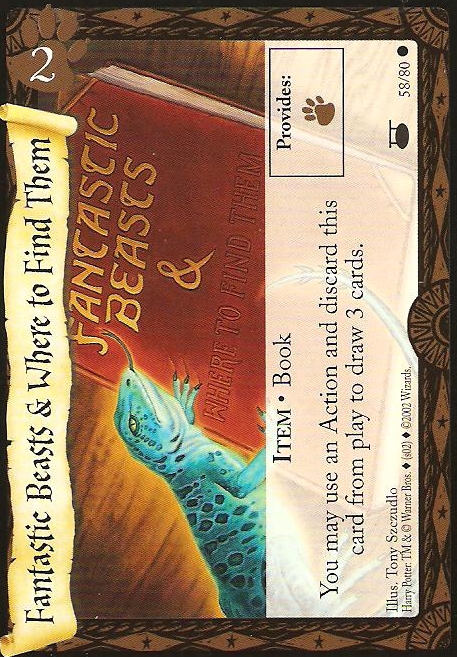 2
Fantastic Beasts & Where to Find Them
FANTASTIC
BEASTS
&
WHERE TO FIND THEM
Provides:
ITEM • Book
You may use an Action and discard this
card from play to draw 3 cards.
Illus. Tony Szczudlo
Harry Potter: TM & © Warner Bros. ◆ (s02) ◆ ©2002 Wizards.
58/80 ●